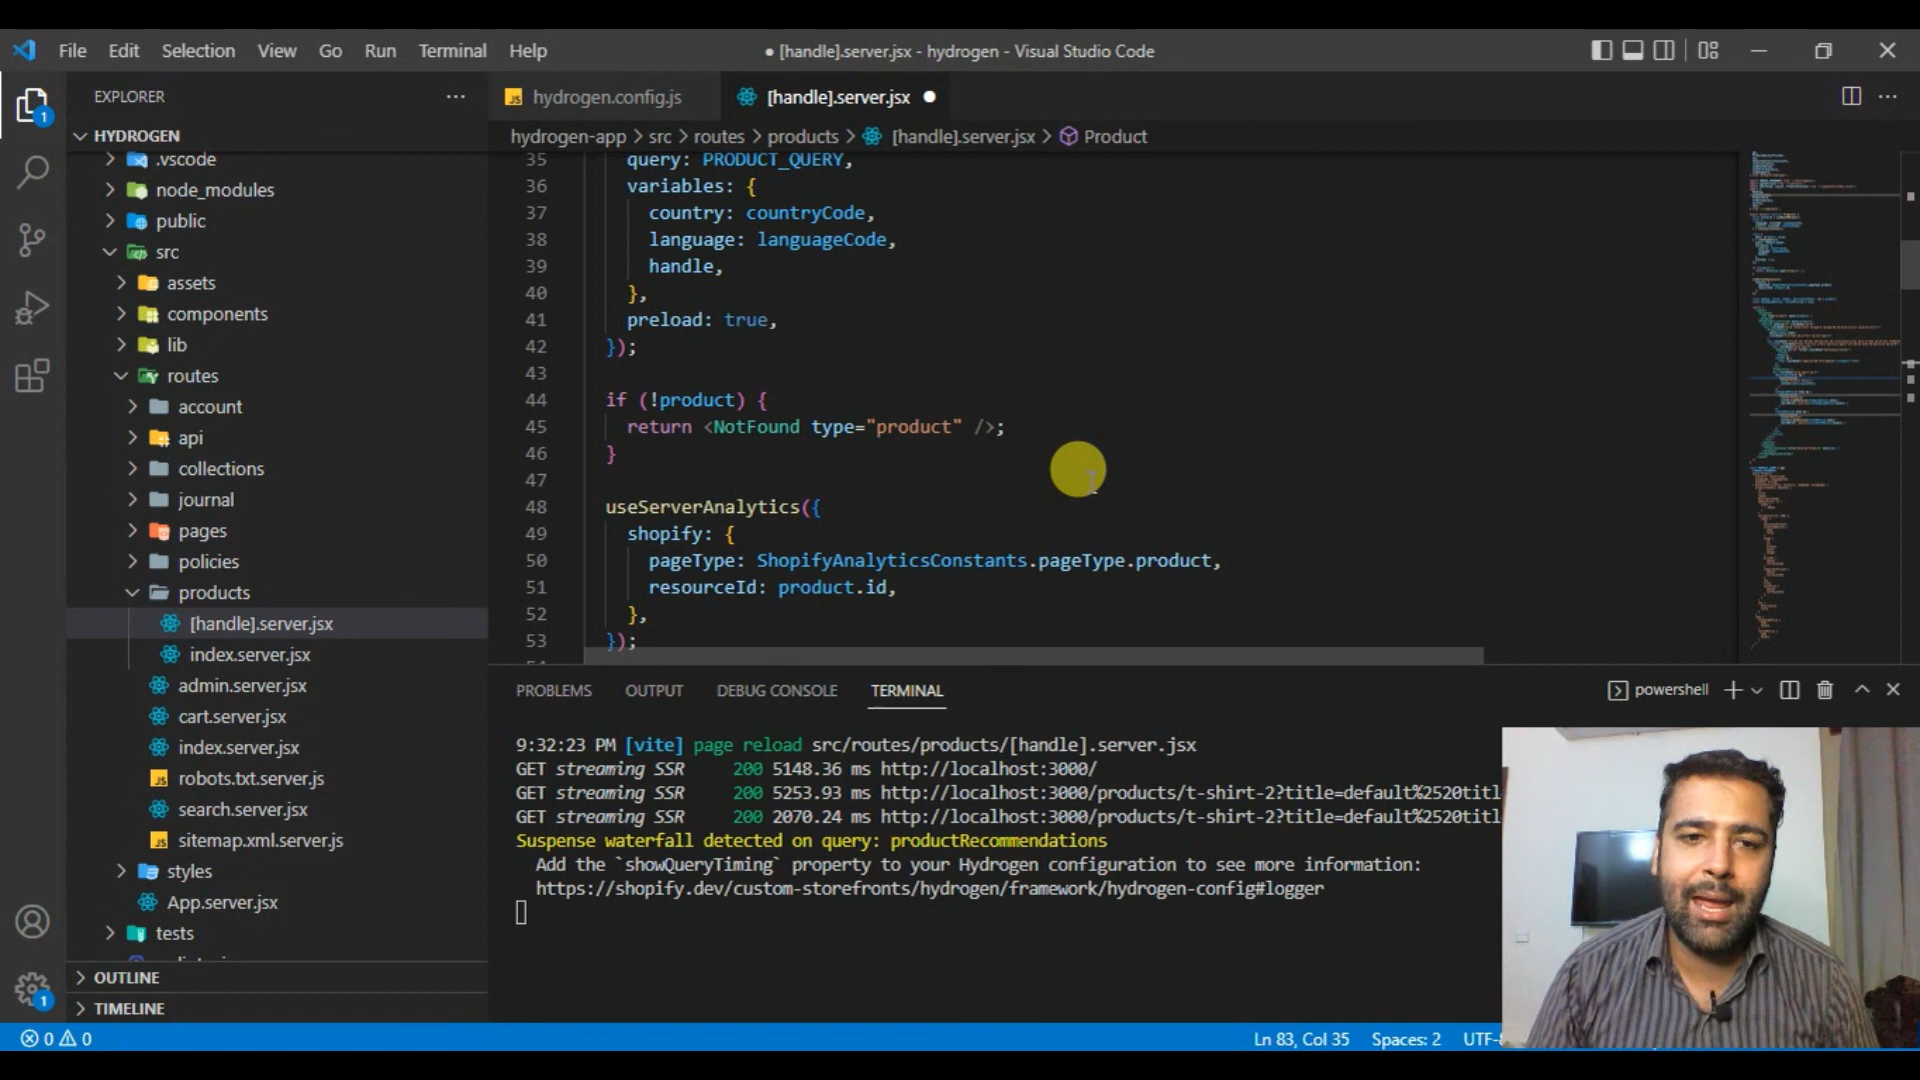 File Edit Selection View Go Run Terminal Help
● [handle].server.jsx - hydrogen - Visual Studio Code
EXPLORER
HYDROGEN
.vscode
node_modules
public
src
assets
components
lib
routes
account
api
collections
journal
pages
policies
products
[handle].server.jsx
index.server.jsx
admin.server.jsx
cart.server.jsx
index.server.jsx
robots.txt.server.js
search.server.jsx
sitemap.xml.server.js
styles
App.server.jsx
tests
OUTLINE
TIMELINE
1
1
JS hydrogen.config.js
[handle].server.jsx ●
hydrogen-app > src > routes > products > [handle].server.jsx > Product
35 query: PRODUCT_QUERY,
36 variables: {
37 country: countryCode,
38 language: languageCode,
39 handle,
40 },
41 preload: true,
42 });
43
44 if (!product) {
45 return <NotFound type="product" />;
46 }
47
48 useServerAnalytics({
49 shopify: {
50 pageType: ShopifyAnalyticsConstants.pageType.product,
51 resourceId: product.id,
52 },
53 });
PROBLEMS OUTPUT DEBUG CONSOLE TERMINAL
powershell
9:32:23 PM [vite] page reload src/routes/products/[handle].server.jsx
GET streaming SSR 200 5148.36 ms http://localhost:3000/
GET streaming SSR 200 5253.93 ms http://localhost:3000/products/t-shirt-2?title=default%2520titl
GET streaming SSR 200 2070.24 ms http://localhost:3000/products/t-shirt-2?title=default%2520titl
Suspense waterfall detected on query: productRecommendations
Add the `showQueryTiming` property to your Hydrogen configuration to see more information:
https://shopify.dev/custom-storefronts/hydrogen/framework/hydrogen-config#logger
0 0
Ln 83, Col 35 Spaces: 2 UTF-